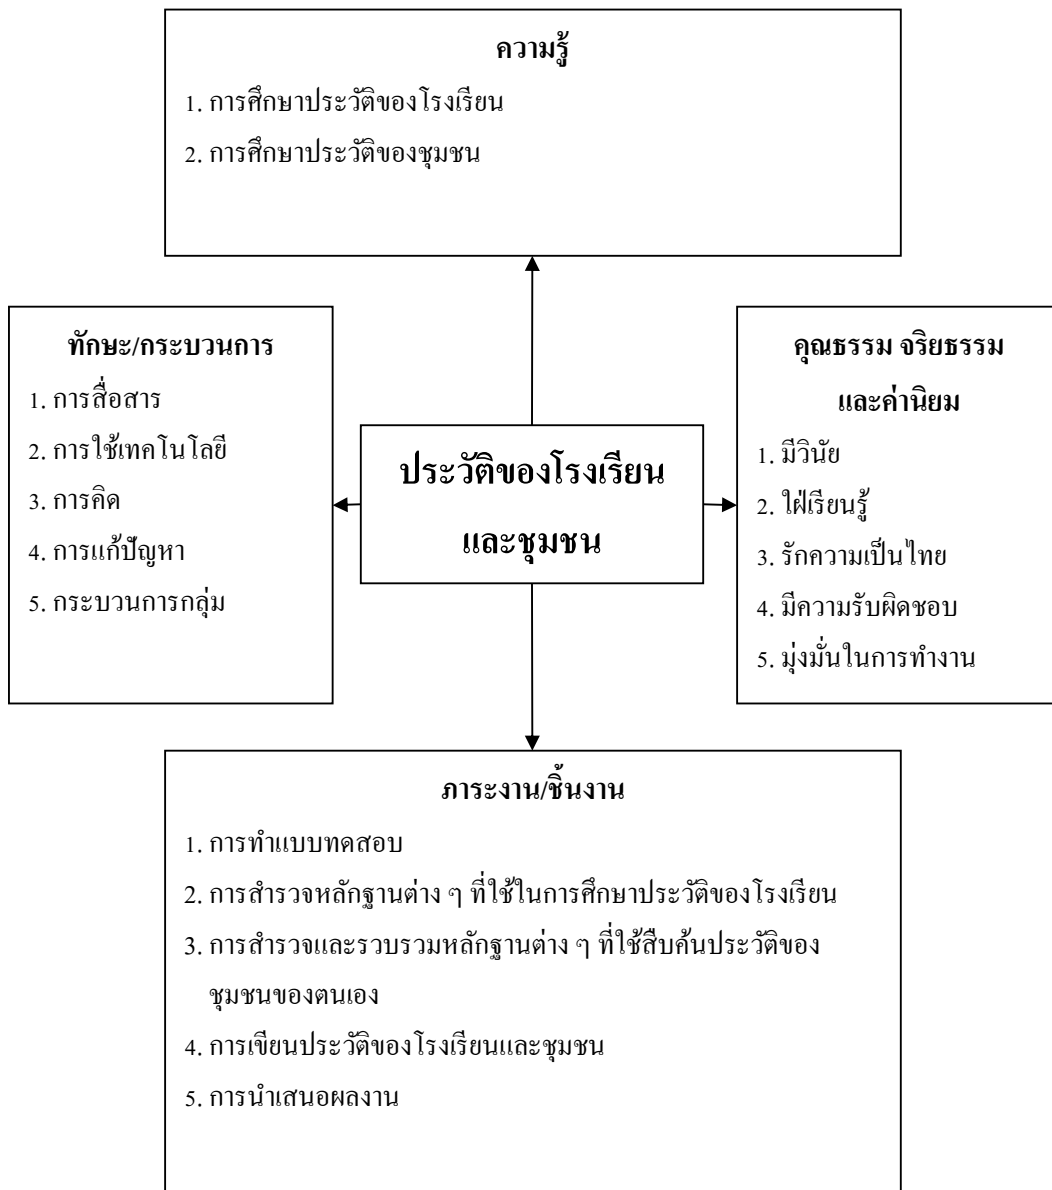 ความรู้
1. การศึกษาประวัติของโรงเรียน
2. การศึกษาประวัติของชุมชน
ทักษะ/กระบวนการ
1. การสื่อสาร
2. การใช้เทคโนโลยี
3. การคิด
4. การแก้ปัญหา
5. กระบวนการกลุ่ม
ประวัติของโรงเรียน
และชุมชน
คุณธรรม จริยธรรม
และค่านิยม
1. มีวินัย
2. ใฝ่เรียนรู้
3. รักความเป็นไทย
4. มีความรับผิดชอบ
5. มุ่งมั่นในการทำงาน
ภาระงาน/ชิ้นงาน
1. การทำแบบทดสอบ
2. การสำรวจหลักฐานต่าง ๆ ที่ใช้ในการศึกษาประวัติของโรงเรียน
3. การสำรวจและรวบรวมหลักฐานต่าง ๆ ที่ใช้สืบค้นประวัติของ
ชุมชนของตนเอง
4. การเขียนประวัติของโรงเรียนและชุมชน
5. การนำเสนอผลงาน